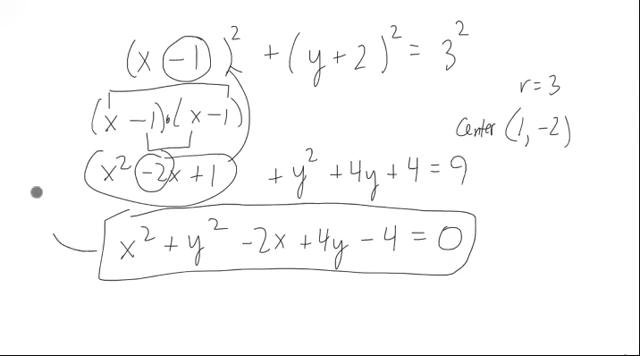 (x -1)² + (y+2)² = 3²
r = 3
(x -1)·(x -1)
Center (1, -2)
(x² -2x +1) + y² +4y + 4 = 9
x² + y² -2x +4y -4 = 0